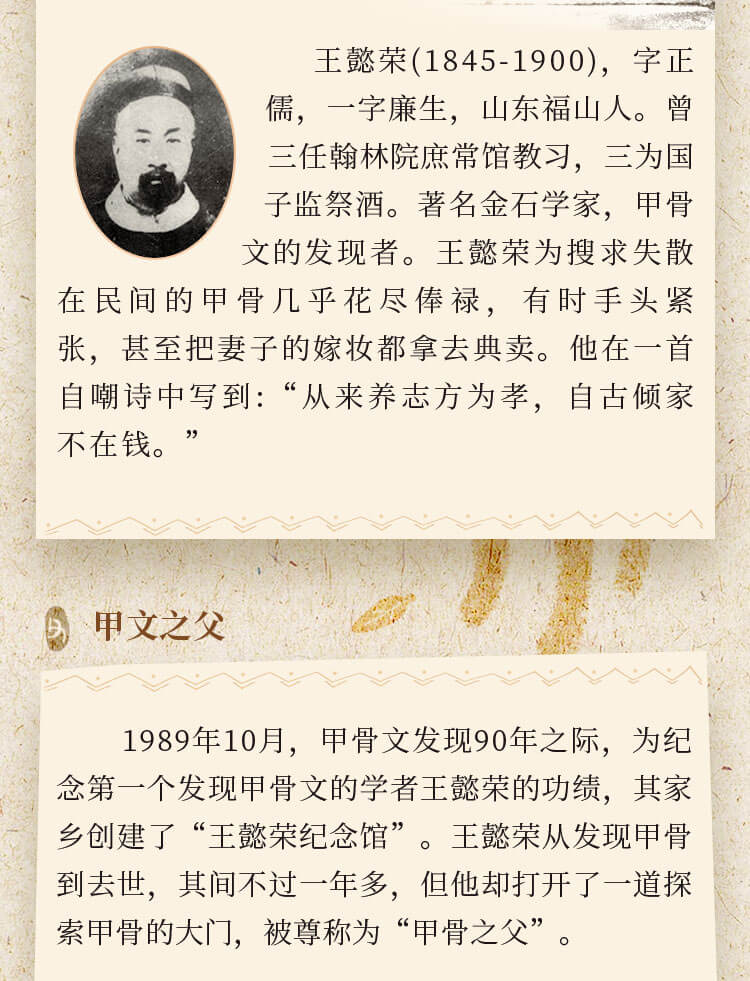 王懿荣(1845-1900)，字正
儒，一字廉生，山东福山人。曾
三任翰林院庶常馆教习，三为国
子监祭酒。著名金石学家，甲骨
文的发现者。王懿荣为搜求失散
在民间的甲骨几乎花尽俸禄，有时手头紧
张，甚至把妻子的嫁妆都拿去典卖。他在一首
自嘲诗中写到：“从来养志方为孝，自古倾家
不在钱。”
甲文之父
1989年10月，甲骨文发现90年之际，为纪
念第一个发现甲骨文的学者王懿荣的功绩，其家
乡创建了“王懿荣纪念馆”。王懿荣从发现甲骨
到去世，其间不过一年多，但他却打开了一道探
索甲骨的大门，被尊称为“甲骨之父”。